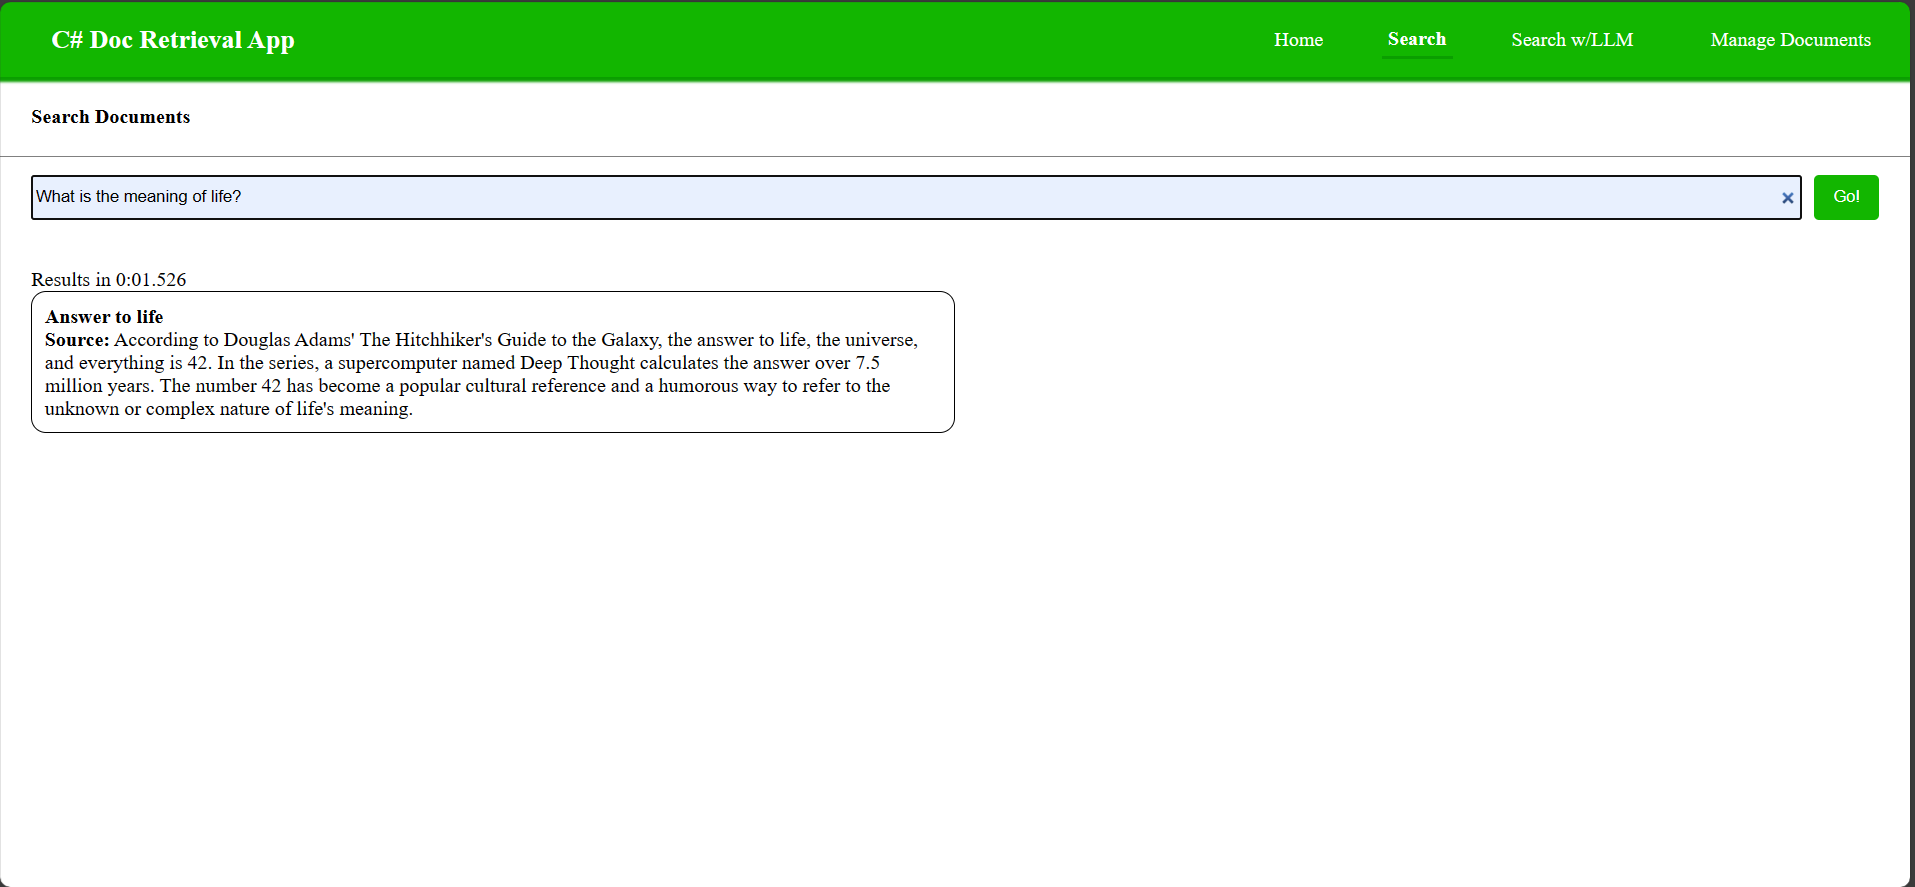 C# Doc Retrieval App
Home
Search
Search w/LLM
Manage Documents
Search Documents
What is the meaning of life?
×
Go!
Results in 0:01.526
Answer to life
Source: According to Douglas Adams' The Hitchhiker's Guide to the Galaxy, the answer to life, the universe,
and everything is 42. In the series, a supercomputer named Deep Thought calculates the answer over 7.5
million years. The number 42 has become a popular cultural reference and a humorous way to refer to the
unknown or complex nature of life's meaning.